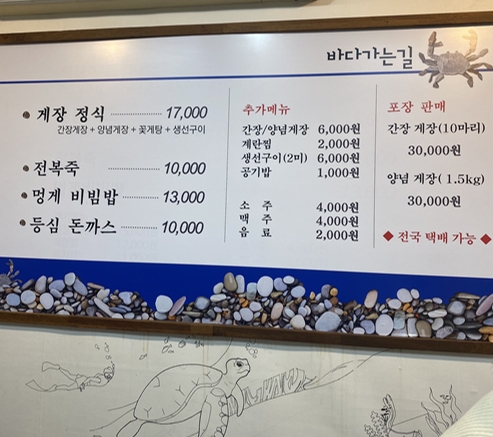 바다가는길
게장 정식 ················ 17,000
간장게장 + 양념게장 + 꽃게탕 + 생선구이
전복죽 ················ 10,000
멍게 비빔밥 ············ 13,000
등심 돈까스 ············ 10,000
추가메뉴
간장/양념게장 6,000원
계란찜 2,000원
생선구이(2미) 6,000원
공기밥 1,000원
소 주 4,000원
맥 주 4,000원
음 료 2,000원
포장 판매
간장 게장(10마리)
30,000원
양념 게장( 1.5kg)
30,000원
◆ 전국 택배 가능 ◆